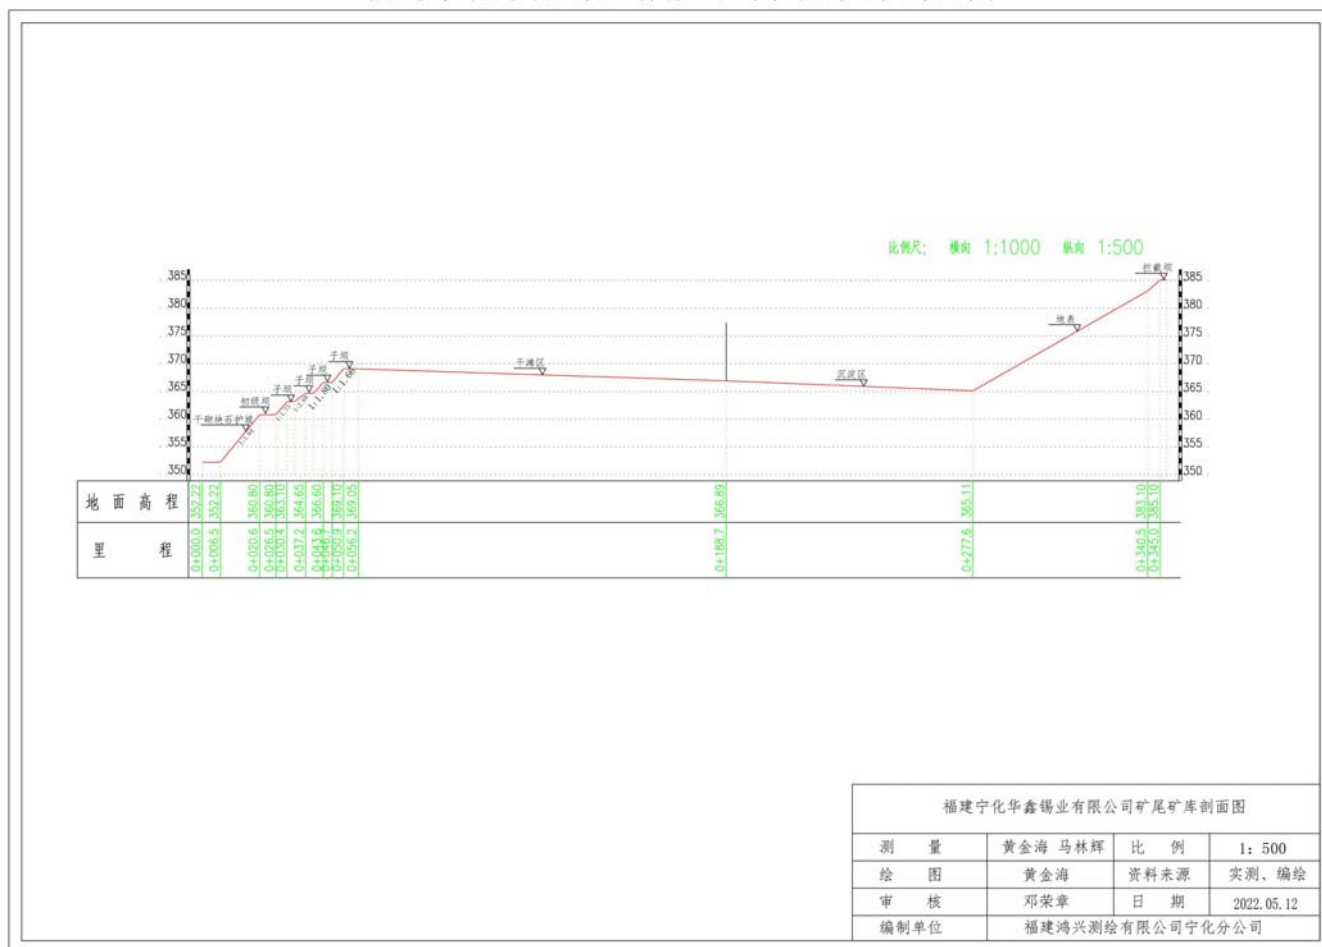 比例尺: 横向 1:1000 纵向 1:500
拦截坝
385 385
380 380
地表
375 375
子坝
370 干滩区 370
子坝
沉淀区
子坝
365 1:1.80 1:1.66 365
子坝
初级坝
360 干砌块石护坡 360
355 355
350 350
地面高程 352.22 352.22 360.80 360.80 363.10 364.65 366.60 369.10 369.05 366.89 365.11 383.10 385.10
里程 0+000.0 0+006.5 0+020.6 0+026.5 0+030.4 0+037.2 0+043.6 0+050.9 0+056.2 0+188.7 0+277.6 0+340.5 0+345.0
福建宁化华鑫锡业有限公司矿尾矿库剖面图
测量 黄金海 马林辉 比例 1: 500
绘图 黄金海 资料来源 实测、编绘
审核 邓荣章 日期 2022.05.12
编制单位 福建鸿兴测绘有限公司宁化分公司